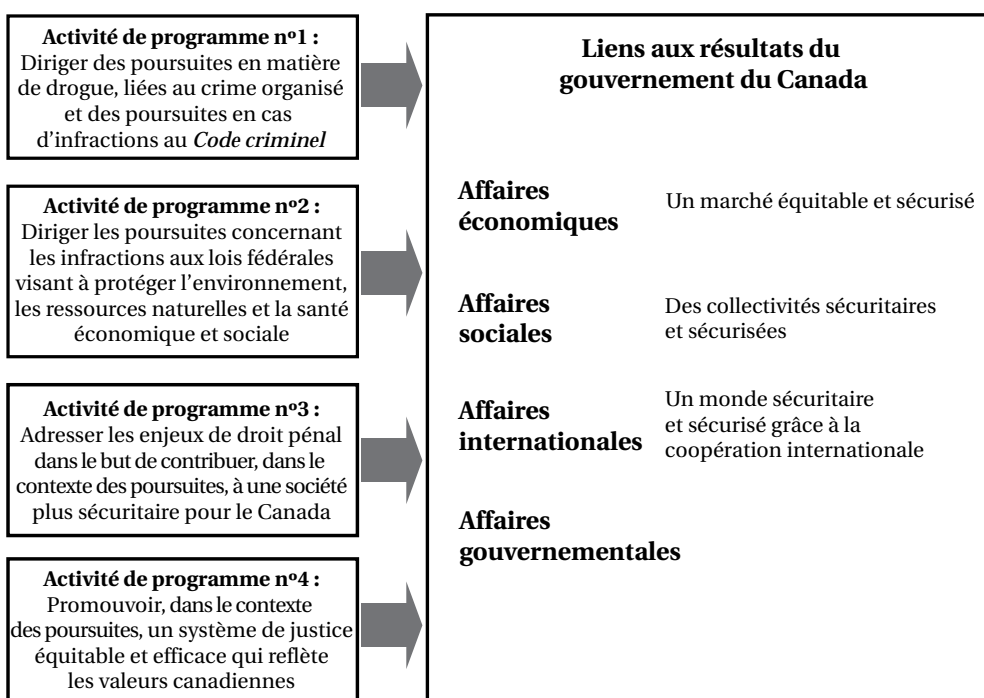 Activité de programme nº1 :
Diriger des poursuites en matière
de drogue, liées au crime organisé
et des poursuites en cas
d’infractions au Code criminel
Activité de programme nº2 :
Diriger les poursuites concernant
les infractions aux lois fédérales
visant à protéger l’environnement,
les ressources naturelles et la santé
économique et sociale
Activité de programme nº3 :
Adresser les enjeux de droit pénal
dans le but de contribuer, dans le
contexte des poursuites, à une société
plus sécuritaire pour le Canada
Activité de programme nº4 :
Promouvoir, dans le contexte
des poursuites, un système de justice
équitable et efficace qui reflète
les valeurs canadiennes
Liens aux résultats du
gouvernement du Canada
Affaires
économiques
Un marché équitable et sécurisé
Affaires
sociales
Des collectivités sécuritaires
et sécurisées
Affaires
internationales
Un monde sécuritaire
et sécurisé grâce à la
coopération internationale
Affaires
gouvernementales